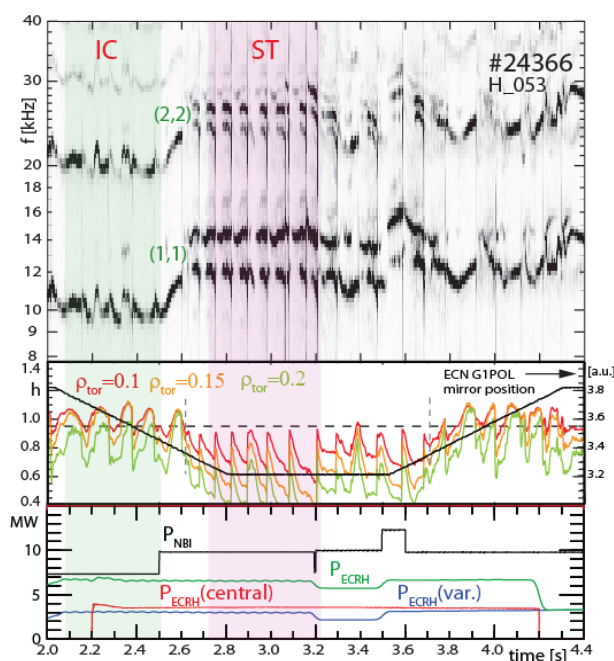 IC
ST
#24366
H_053
f [kHz]
40
30
20
16
14
12
10
8
(2,2)
(1,1)
1.4
h
1.0
0.8
0.6
0.4
ρtor=0.1 ρtor=0.15 ρtor=0.2
ECN G1POL
mirror position
[a.u.]
3.8
3.6
3.4
3.2
MW
10
5
0
PNBI
PECRH
PECRH(central)
PECRH(var.)
2.0 2.2 2.4 2.6 2.8 3.0 3.2 3.4 3.6 3.8 4.0 4.2 4.4
time [s]